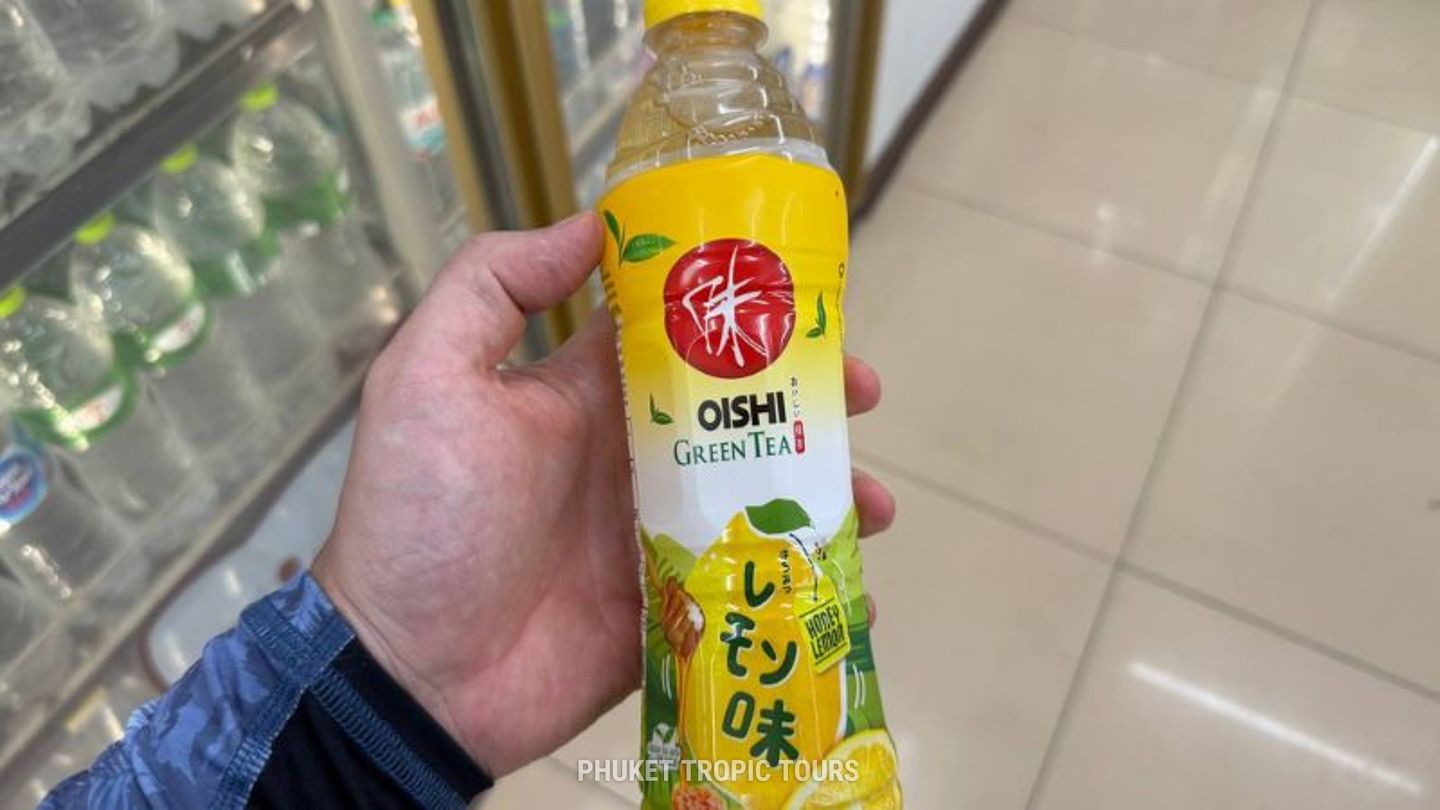 味
OISHI
GREEN TEA
レモン味
HONEY
LEMON
PHUKET TROPIC TOURS